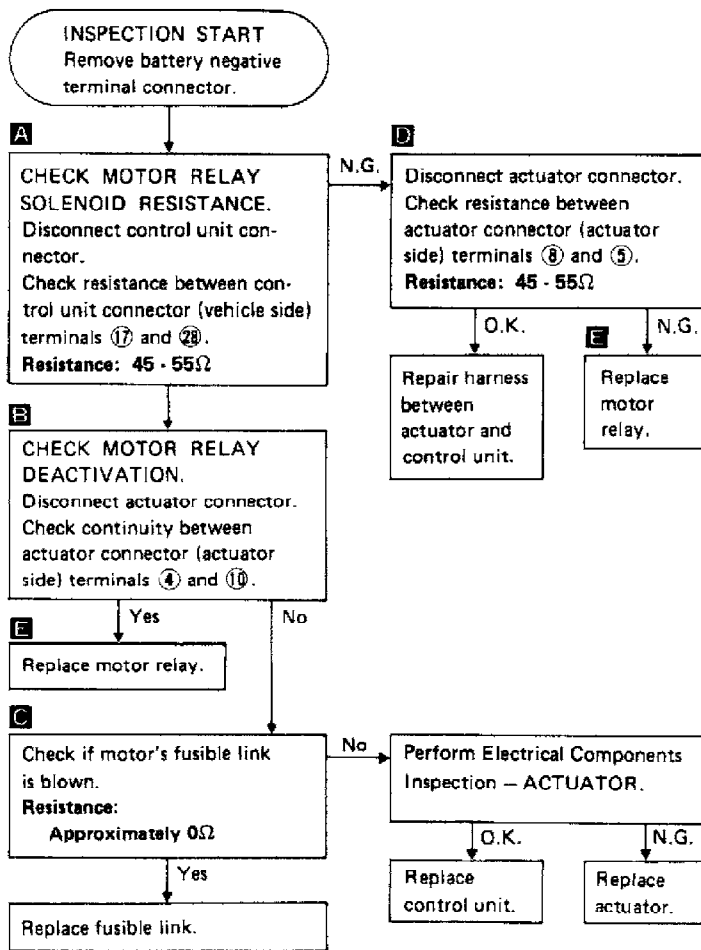 INSPECTION START
Remove battery negative
terminal connector.
A
CHECK MOTOR RELAY
SOLENOID RESISTANCE.
Disconnect control unit con-
nector.
Check resistance between con-
trol unit connector (vehicle side)
terminals ⑰ and ㉘.
Resistance: 45 - 55Ω
N.G.
D
Disconnect actuator connector.
Check resistance between
actuator connector (actuator
side) terminals ⑧ and ⑤.
Resistance: 45 - 55Ω
O.K.
N.G.
Repair harness
between
actuator and
control unit.
E
Replace
motor
relay.
B
CHECK MOTOR RELAY
DEACTIVATION.
Disconnect actuator connector.
Check continuity between
actuator connector (actuator
side) terminals ④ and ⑩.
Yes
No
E
Replace motor relay.
C
Check if motor's fusible link
is blown.
Resistance:
Approximately 0Ω
No
Perform Electrical Components
Inspection — ACTUATOR.
O.K.
N.G.
Replace
control unit.
Replace
actuator.
Yes
Replace fusible link.